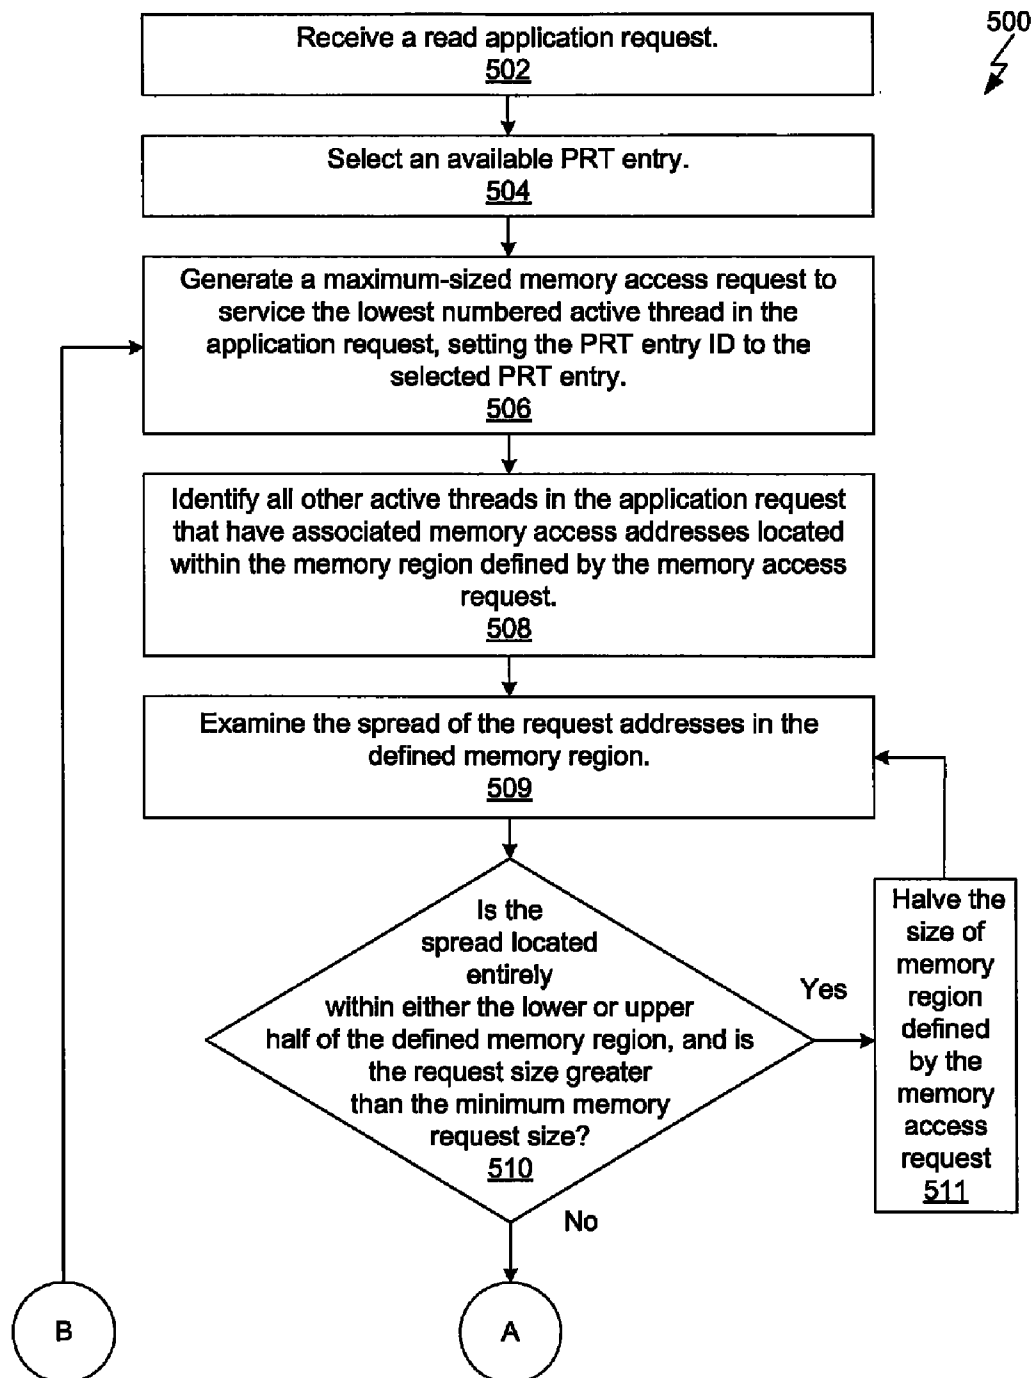 500
Receive a read application request.
502
Select an available PRT entry.
504
Generate a maximum-sized memory access request to
service the lowest numbered active thread in the
application request, setting the PRT entry ID to the
selected PRT entry.
506
Identify all other active threads in the application request
that have associated memory access addresses located
within the memory region defined by the memory access
request.
508
Examine the spread of the request addresses in the
defined memory region.
509
Is the
spread located
entirely
within either the lower or upper
half of the defined memory region, and is
the request size greater
than the minimum memory
request size?
510
Yes
Halve the
size of
memory
region
defined
by the
memory
access
request
511
No
B
A